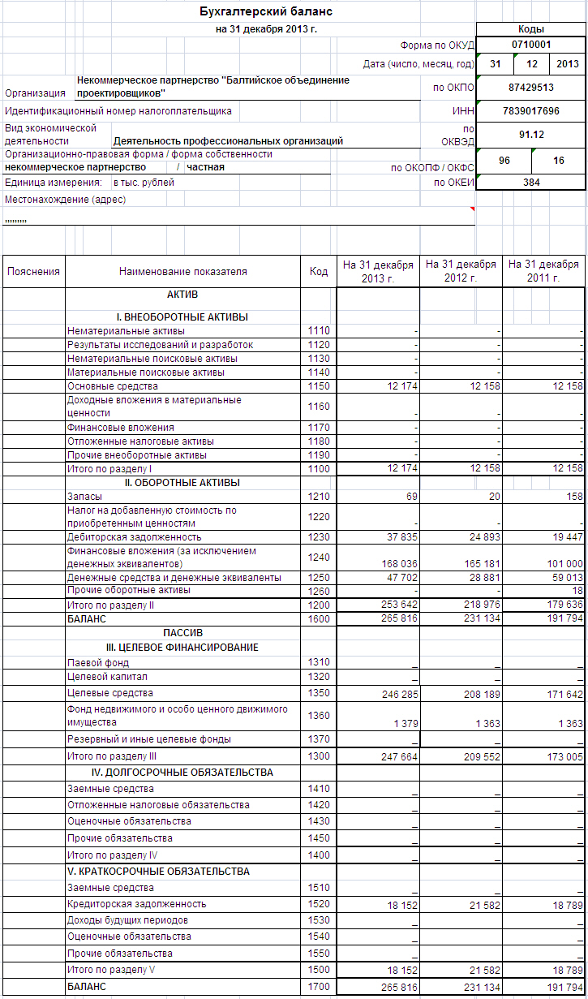 Бухгалтерский баланс
на 31 декабря 2013 г.
Коды
Форма по ОКУД 0710001
Дата (число, месяц, год) 31 12 2013
Организация Некоммерческое партнерство "Балтийское объединение
проектировщиков"
по ОКПО 87429513
Идентификационный номер налогоплательщика ИНН 7839017696
Вид экономической
деятельности Деятельность профессиональных организаций
по
ОКВЭД
91.12
Организационно-правовая форма / форма собственности
некоммерческое партнерство / частная по ОКОПФ / ОКФС 96 16
Единица измерения: в тыс. рублей по ОКЕИ 384
Местонахождение (адрес)
,,,,,,,,,
Пояснения Наименование показателя Код На 31 декабря 2013 г. На 31 декабря 2012 г. На 31 декабря 2011 г.
АКТИВ
I. ВНЕОБОРОТНЫЕ АКТИВЫ
Нематериальные активы 1110 - - -
Результаты исследований и разработок 1120 - - -
Нематериальные поисковые активы 1130 - - -
Материальные поисковые активы 1140 - - -
Основные средства 1150 12 174 12 158 12 158
Доходные вложения в материальные
ценности 1160 - - -
Финансовые вложения 1170 - - -
Отложенные налоговые активы 1180 - - -
Прочие внеоборотные активы 1190 - - -
Итого по разделу I 1100 12 174 12 158 12 158
II. ОБОРОТНЫЕ АКТИВЫ
Запасы 1210 69 20 158
Налог на добавленную стоимость по
приобретенным ценностям 1220 - - -
Дебиторская задолженность 1230 37 835 24 893 19 447
Финансовые вложения (за исключением
денежных эквивалентов) 1240 168 036 165 181 101 000
Денежные средства и денежные эквиваленты 1250 47 702 28 881 59 013
Прочие оборотные активы 1260 - - 18
Итого по разделу II 1200 253 642 218 976 179 636
БАЛАНС 1600 265 816 231 134 191 794
ПАССИВ
III. ЦЕЛЕВОЕ ФИНАНСИРОВАНИЕ
Паевой фонд 1310 _ _ _
Целевой капитал 1320 _ _ _
Целевые средства 1350 246 285 208 189 171 642
Фонд недвижимого и особо ценного движимого
имущества 1360 1 379 1 363 1 363
Резервный и иные целевые фонды 1370 _ _ _
Итого по разделу III 1300 247 664 209 552 173 005
IV. ДОЛГОСРОЧНЫЕ ОБЯЗАТЕЛЬСТВА
Заемные средства 1410 _ _ _
Отложенные налоговые обязательства 1420 _ _ _
Оценочные обязательства 1430 _ _ _
Прочие обязательства 1450 _ _ _
Итого по разделу IV 1400 _ _ _
V. КРАТКОСРОЧНЫЕ ОБЯЗАТЕЛЬСТВА
Заемные средства 1510 _ _ _
Кредиторская задолженность 1520 18 152 21 582 18 789
Доходы будущих периодов 1530 _ _
Оценочные обязательства 1540 _ _
Прочие обязательства 1550 _ _
Итого по разделу V 1500 18 152 21 582 18 789
БАЛАНС 1700 265 816 231 134 191 794